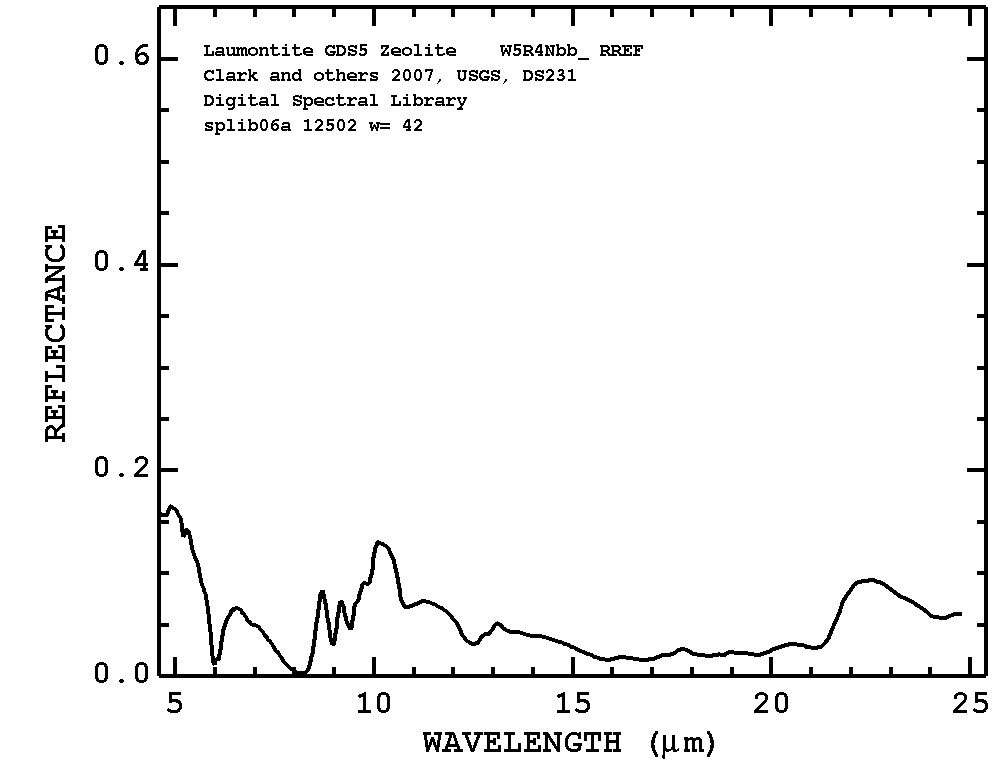 0.6
Laumontite GDS5 Zeolite W5R4Nbb_ RREF
Clark and others 2007, USGS, DS231
Digital Spectral Library
splib06a 12502 w= 42
0.4
REFLECTANCE
0.2
0.0
5 10 15 20 25
WAVELENGTH (μm)